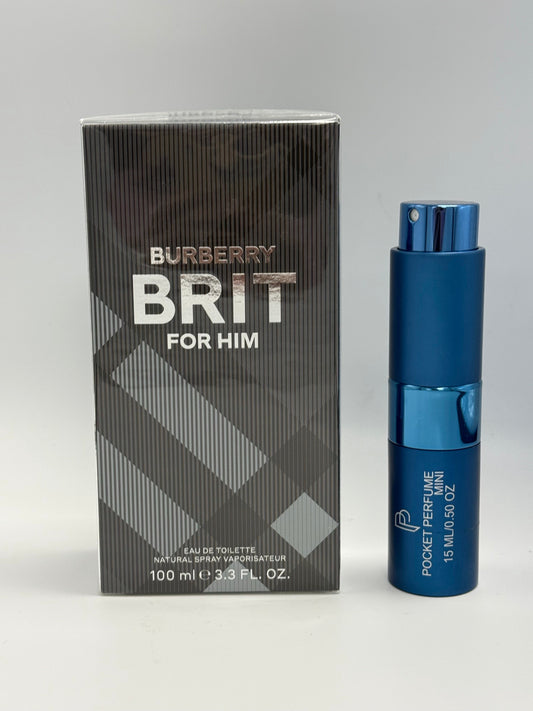 BURBERRY
BRIT
FOR HIM
EAU DE TOILETTE
NATURAL SPRAY VAPORISATEUR
100 ml ℮ 3.3 FL. OZ.
POCKET PERFUME
MINI
15 ML/0.50 OZ